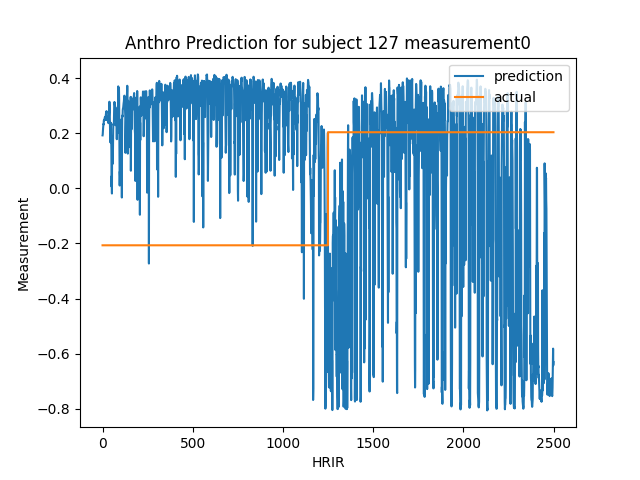 Anthro Prediction for subject 127 measurement0
prediction
actual
0.4
0.2
0.0
−0.2
−0.4
−0.6
−0.8
Measurement
0
500
1000
1500
2000
2500
HRIR